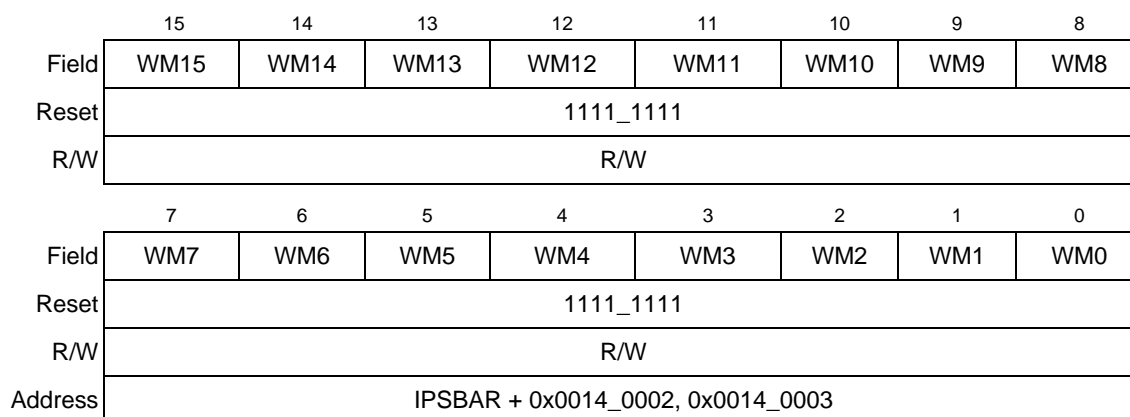 15 14 13 12 11 10 9 8
Field WM15 WM14 WM13 WM12 WM11 WM10 WM9 WM8
Reset 1111_1111
R/W R/W
7 6 5 4 3 2 1 0
Field WM7 WM6 WM5 WM4 WM3 WM2 WM1 WM0
Reset 1111_1111
R/W R/W
Address IPSBAR + 0x0014_0002, 0x0014_0003